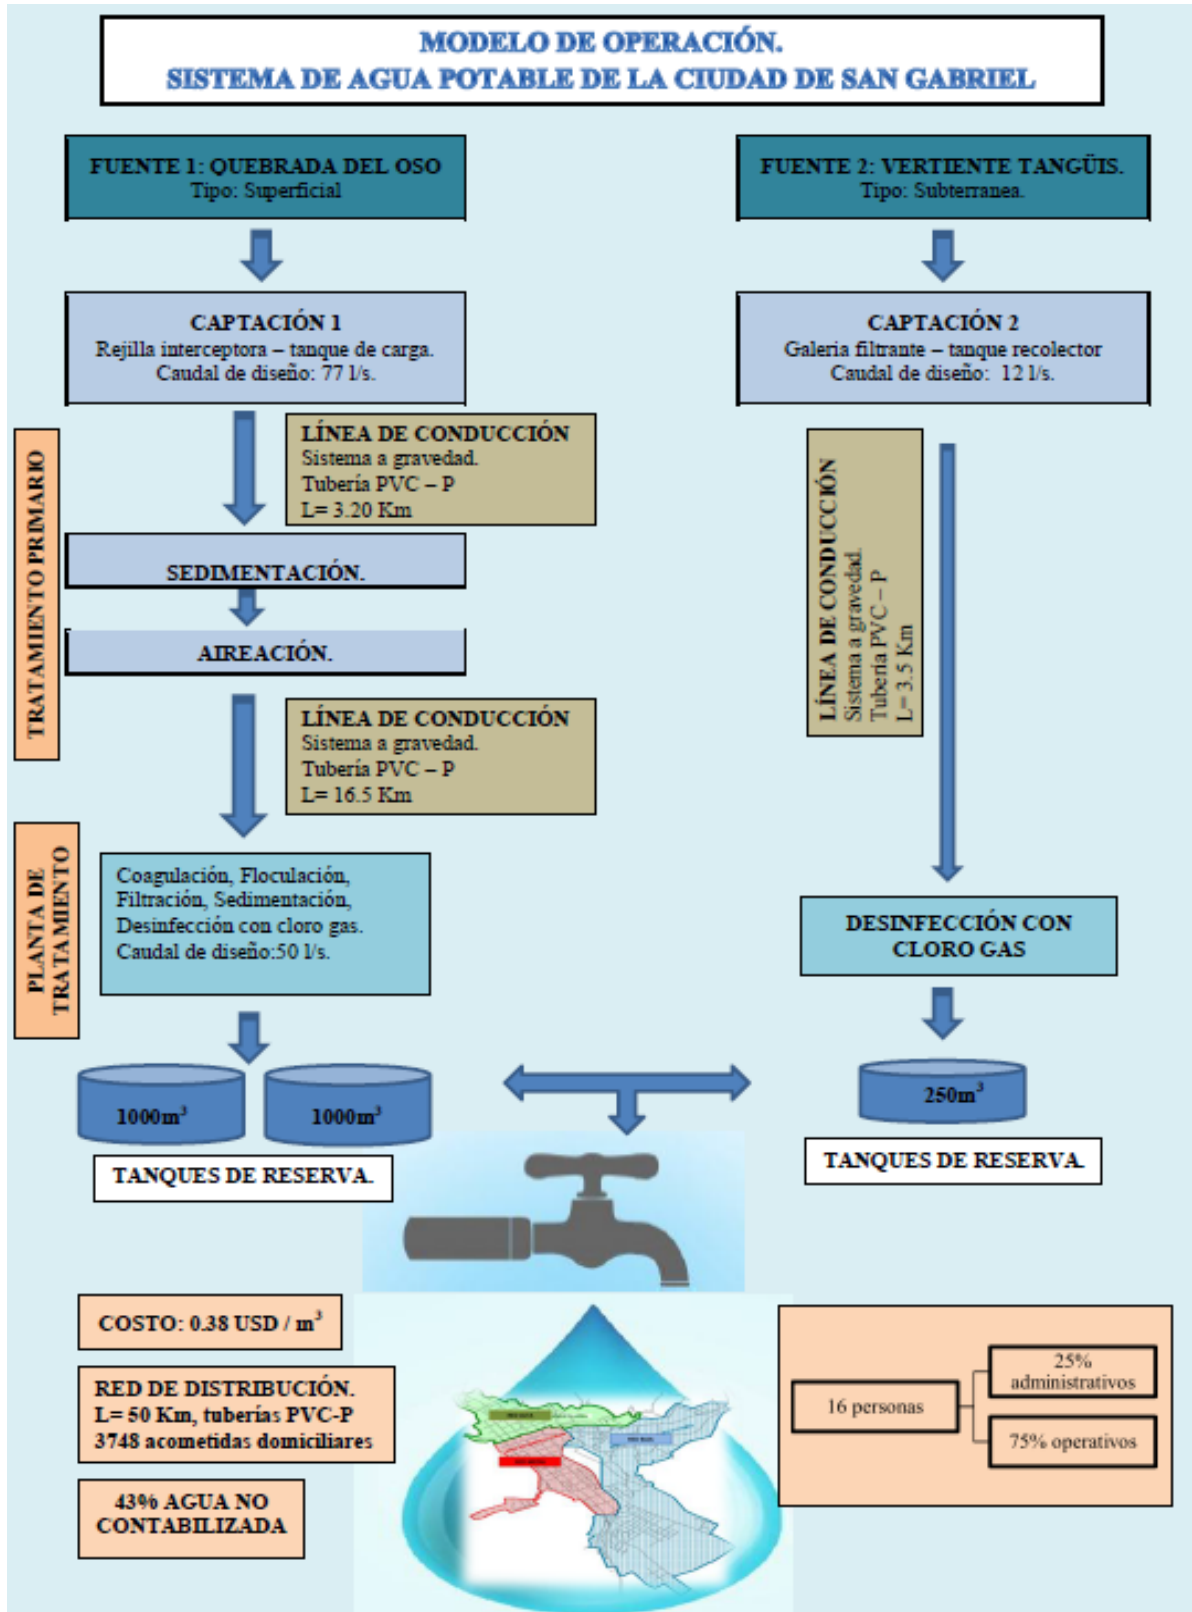 MODELO DE OPERACIÓN.
SISTEMA DE AGUA POTABLE DE LA CIUDAD DE SAN GABRIEL
FUENTE 1: QUEBRADA DEL OSO
Tipo: Superficial
FUENTE 2: VERTIENTE TANGÜIS.
Tipo: Subterranea.
CAPTACIÓN 1
Rejilla interceptora – tanque de carga.
Caudal de diseño: 77 l/s.
CAPTACIÓN 2
Galeria filtrante – tanque recolector
Caudal de diseño: 12 l/s.
TRATAMIENTO PRIMARIO
LÍNEA DE CONDUCCIÓN
Sistema a gravedad.
Tubería PVC – P
L= 3.20 Km
SEDIMENTACIÓN.
AIREACIÓN.
LÍNEA DE CONDUCCIÓN
Sistema a gravedad.
Tubería PVC – P
L= 16.5 Km
LÍNEA DE CONDUCCIÓN
Sistema a gravedad.
Tubería PVC – P
L= 3.5 Km
PLANTA DE
TRATAMIENTO
Coagulación, Floculación,
Filtración, Sedimentación,
Desinfección con cloro gas.
Caudal de diseño:50 l/s.
DESINFECCIÓN CON
CLORO GAS
1000m³
1000m³
250m³
TANQUES DE RESERVA.
TANQUES DE RESERVA.
COSTO: 0.38 USD / m³
RED DE DISTRIBUCIÓN.
L= 50 Km, tuberías PVC-P
3748 acometidas domiciliares
43% AGUA NO
CONTABILIZADA
16 personas
25%
administrativos
75% operativos